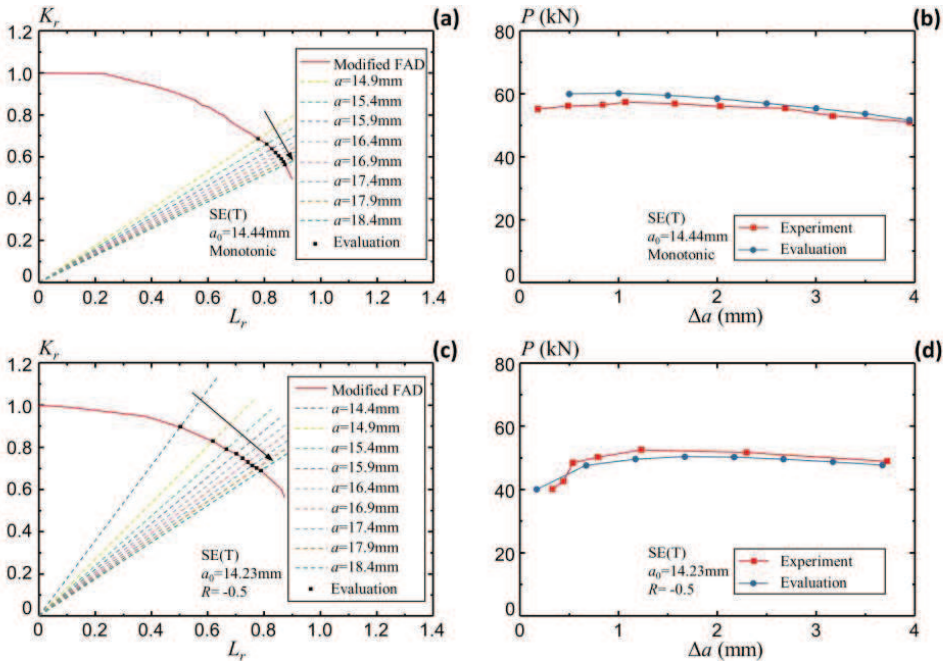 K_r (a)
1.2
1.0
0.8
0.6
0.4
0.2
0
0 0.2 0.4 0.6 0.8 1.0 1.2 1.4
L_r
Modified FAD
a=14.9mm
a=15.4mm
a=15.9mm
a=16.4mm
a=16.9mm
a=17.4mm
a=17.9mm
a=18.4mm
Evaluation
SE(T)
a₀=14.44mm
Monotonic
P (kN) (b)
80
60
40
20
0
0 1 2 3 4
Δa (mm)
SE(T)
a₀=14.44mm
Monotonic
Experiment
Evaluation
K_r (c)
1.2
1.0
0.8
0.6
0.4
0.2
0
0 0.2 0.4 0.6 0.8 1.0 1.2 1.4
L_r
Modified FAD
a=14.4mm
a=14.9mm
a=15.4mm
a=15.9mm
a=16.4mm
a=16.9mm
a=17.4mm
a=17.9mm
a=18.4mm
Evaluation
SE(T)
a₀=14.23mm
R= -0.5
P (kN) (d)
80
60
40
20
0
0 1 2 3 4
Δa (mm)
SE(T)
a₀=14.23mm
R= -0.5
Experiment
Evaluation